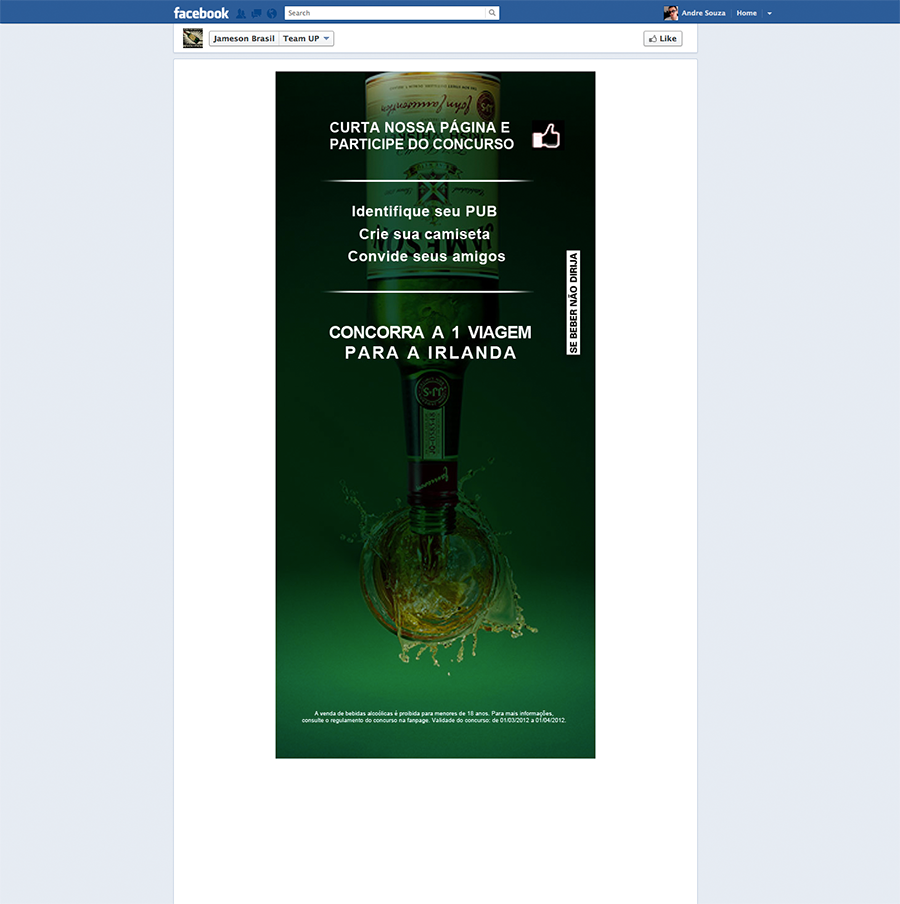 facebook
Search
Andre Souza
Home
Jameson Brasil
Team UP
Like
John Jameson
CURTA NOSSA PÁGINA E
PARTICIPE DO CONCURSO
Identifique seu PUB
Crie sua camiseta
JAMESON
Convide seus amigos
SE BEBER NÃO DIRIJA
CONCORRA A 1 VIAGEM
PARA A IRLANDA
A venda de bebidas alcoólicas é proibida para menores de 18 anos. Para mais informações,
consulte o regulamento do concurso na fanpage. Validade do concurso: de 01/03/2012 a 01/04/2012.